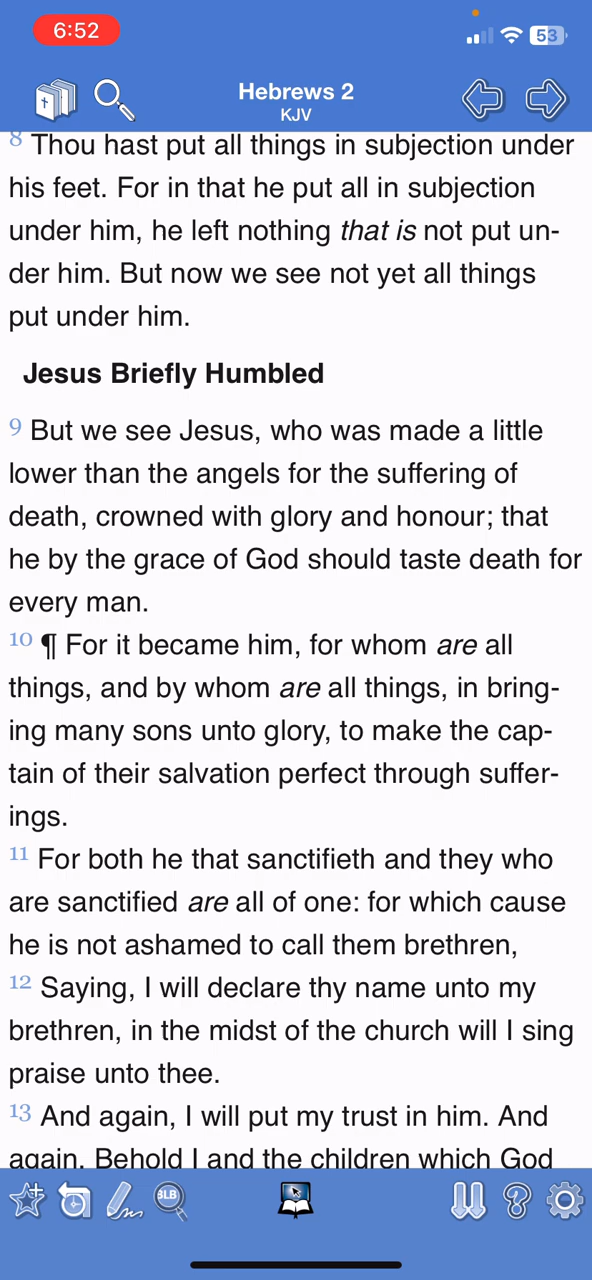 6:52
53
Hebrews 2
KJV
8 Thou hast put all things in subjection under
his feet. For in that he put all in subjection
under him, he left nothing that is not put un-
der him. But now we see not yet all things
put under him.
Jesus Briefly Humbled
9 But we see Jesus, who was made a little
lower than the angels for the suffering of
death, crowned with glory and honour; that
he by the grace of God should taste death for
every man.
10 ¶ For it became him, for whom are all
things, and by whom are all things, in bring-
ing many sons unto glory, to make the cap-
tain of their salvation perfect through suffer-
ings.
11 For both he that sanctifieth and they who
are sanctified are all of one: for which cause
he is not ashamed to call them brethren,
12 Saying, I will declare thy name unto my
brethren, in the midst of the church will I sing
praise unto thee.
13 And again, I will put my trust in him. And
again, Behold I and the children which God
BLB